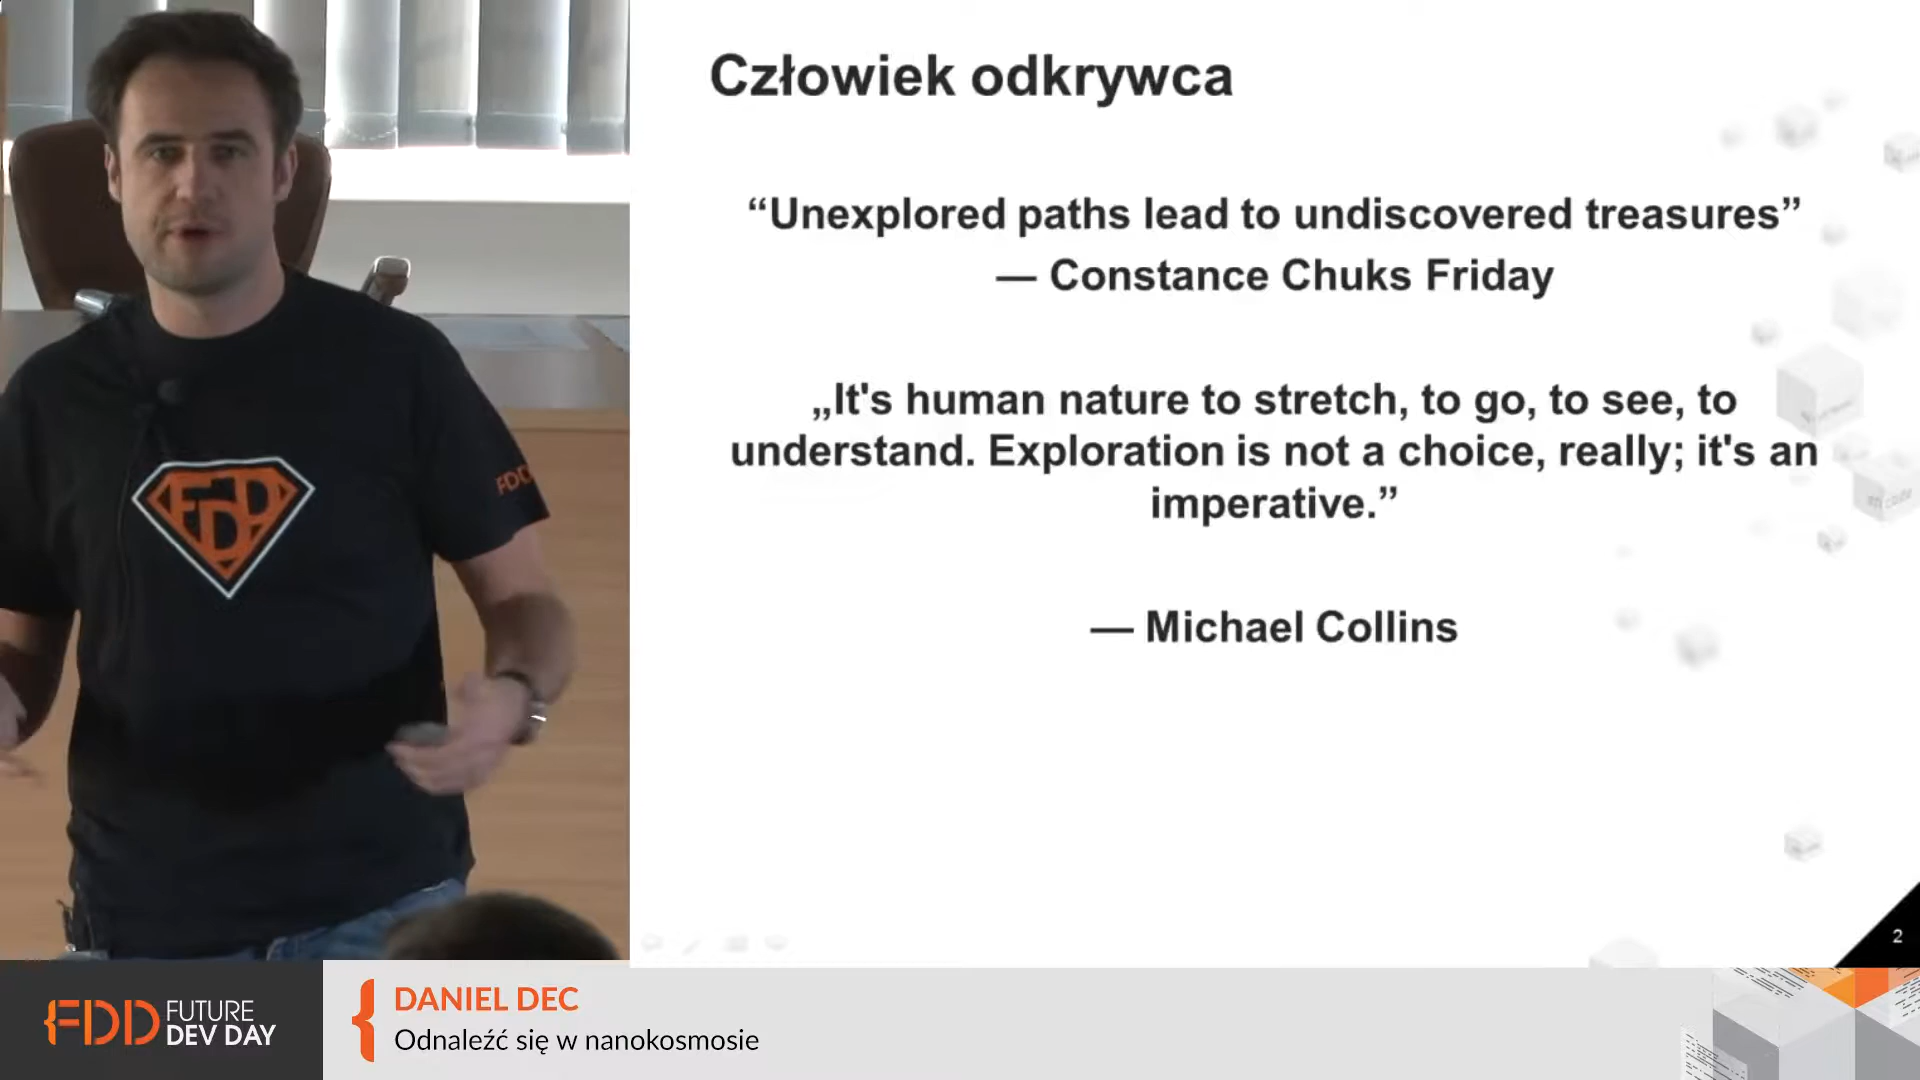 Człowiek odkrywca
“Unexplored paths lead to undiscovered treasures”
— Constance Chuks Friday
„It's human nature to stretch, to go, to see, to
understand. Exploration is not a choice, really; it's an
imperative.”
— Michael Collins
2
FDD
FDD
FDD FUTURE
DEV DAY
DANIEL DEC
Odnaleźć się w nanokosmosie